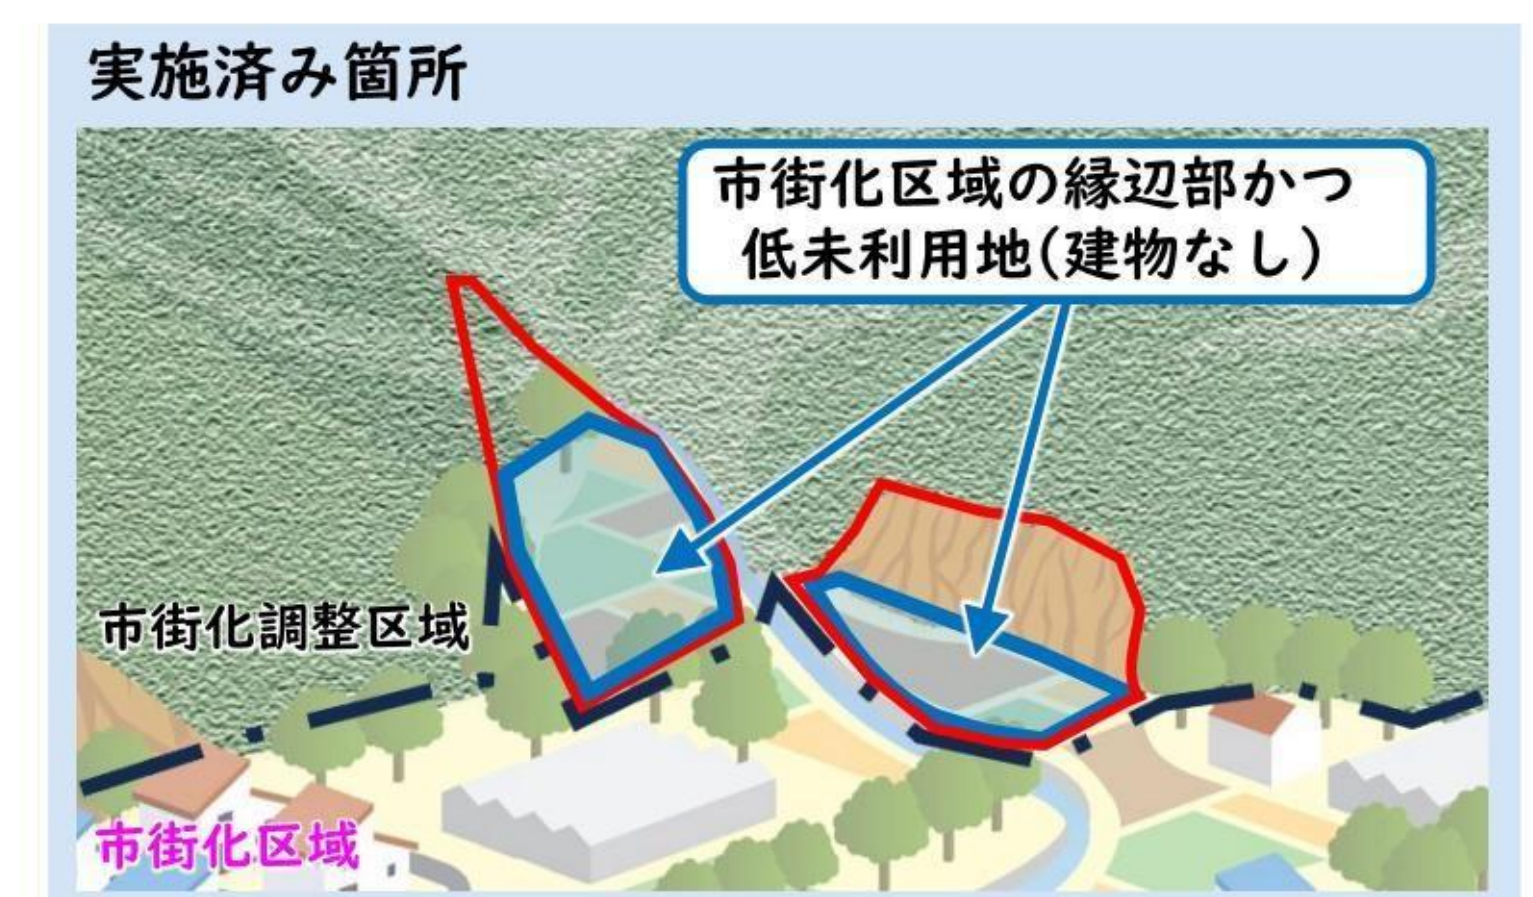 実施済み箇所
市街化区域の縁辺部かつ
低未利用地(建物なし)
市街化調整区域
市街化区域